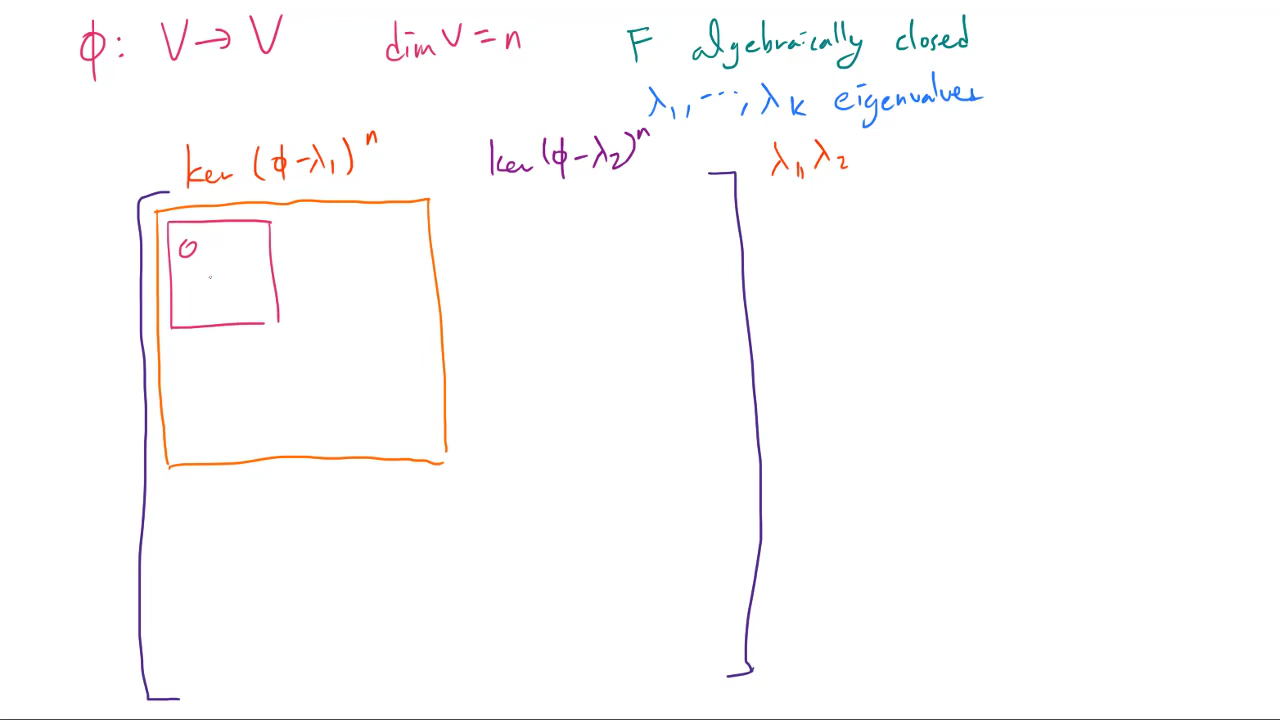 ϕ: V → V dim V = n F algebraically closed
λ₁, ⋯, λₖ eigenvalues
ker (ϕ-λ₁)ⁿ ker (ϕ-λ₂)ⁿ λ₁, λ₂
0